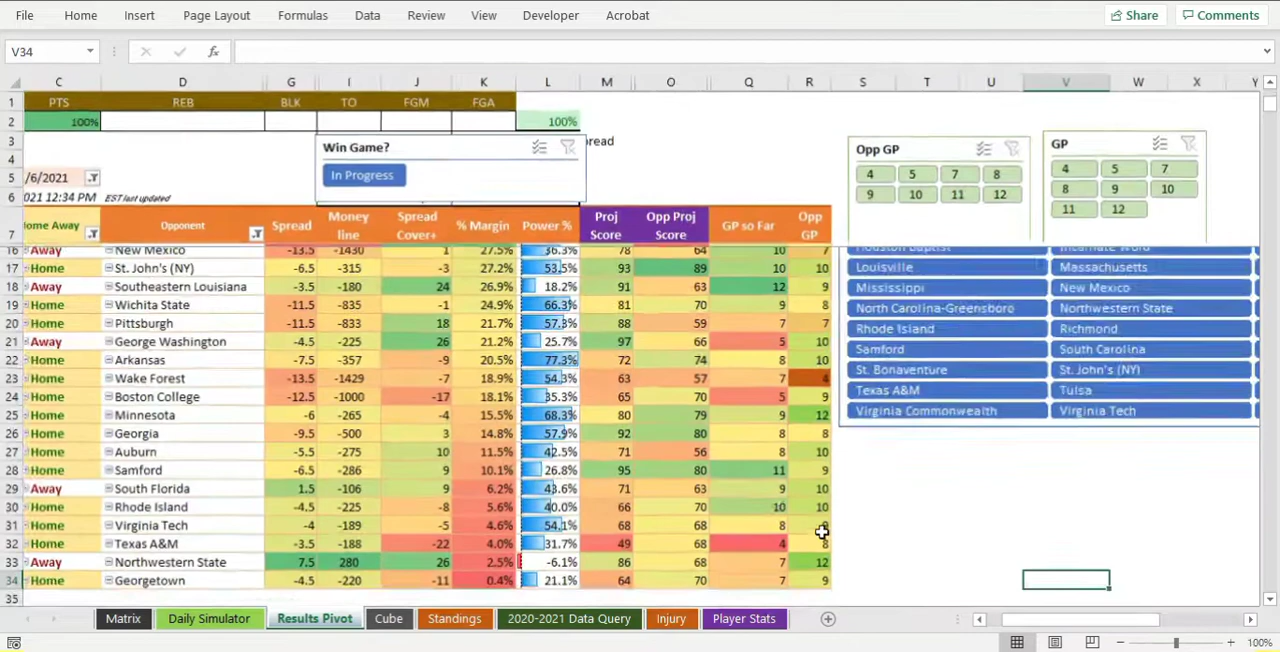 File Home Insert Page Layout Formulas Data Review View Developer Acrobat Share Comments
V34 fx
C D G I J K L M O Q R S T U V W X Y
1 PTS REB BLK TO FGM FGA
2 100% 100%
3 Win Game? pread Opp GP GP
4 4 5 7
5 /6/2021 In Progress 4 5 7 8 8 9 10
6 021 12:34 PM EST last updated 9 10 11 12 11 12
7 ome Away Opponent Spread Money line Spread Cover+ % Margin Power % Proj Score Opp Proj Score GP so Far Opp GP
16 Away New Mexico -13.5 -1430 1 27.5% 36.3% 78 64 10 7 Houston Baptist Incarnate Word
17 Home St. John's (NY) -6.5 -315 -3 27.2% 53.5% 93 89 10 10 Louisville Massachusetts
18 Away Southeastern Louisiana -3.5 -180 24 26.9% 18.2% 91 63 12 9 Mississippi New Mexico
19 Home Wichita State -11.5 -833 -1 24.9% 66.3% 81 70 9 8 North Carolina-Greensboro Northwestern State
20 Home Pittsburgh -11.5 -833 18 21.7% 57.3% 88 59 7 7 Rhode Island Richmond
21 Away George Washington -4.5 -225 26 21.2% 25.7% 97 66 5 10 Samford South Carolina
22 Home Arkansas -7.5 -357 -9 20.5% 77.3% 72 74 8 10 St. Bonaventure St. John's (NY)
23 Home Wake Forest -13.5 -1429 -7 18.9% 54.3% 63 57 7 4 Texas A&M Tulsa
24 Home Boston College -12.5 -1000 -17 18.1% 35.3% 65 70 5 9 Virginia Commonwealth Virginia Tech
25 Home Minnesota -6 -265 -4 15.5% 68.3% 80 79 9 12
26 Home Georgia -9.5 -500 3 14.8% 57.9% 92 80 8 8
27 Home Auburn -5.5 -275 10 11.5% 42.5% 71 56 8 10
28 Home Samford -6.5 -286 9 10.1% 26.8% 95 80 11 9
29 Away South Florida 1.5 -106 9 6.2% 43.6% 71 63 9 10
30 Home Rhode Island -4.5 -225 -8 5.6% 40.0% 66 70 10 10
31 Home Virginia Tech -4 -189 -5 4.6% 54.1% 68 68 8
32 Home Texas A&M -3.5 -188 -22 4.0% 31.7% 49 68 4 8
33 Away Northwestern State 7.5 280 26 2.5% -6.1% 86 68 7 12
34 Home Georgetown -4.5 -220 -11 0.4% 21.1% 64 70 7 9
35
Matrix Daily Simulator Results Pivot Cube Standings 2020-2021 Data Query Injury Player Stats
100%